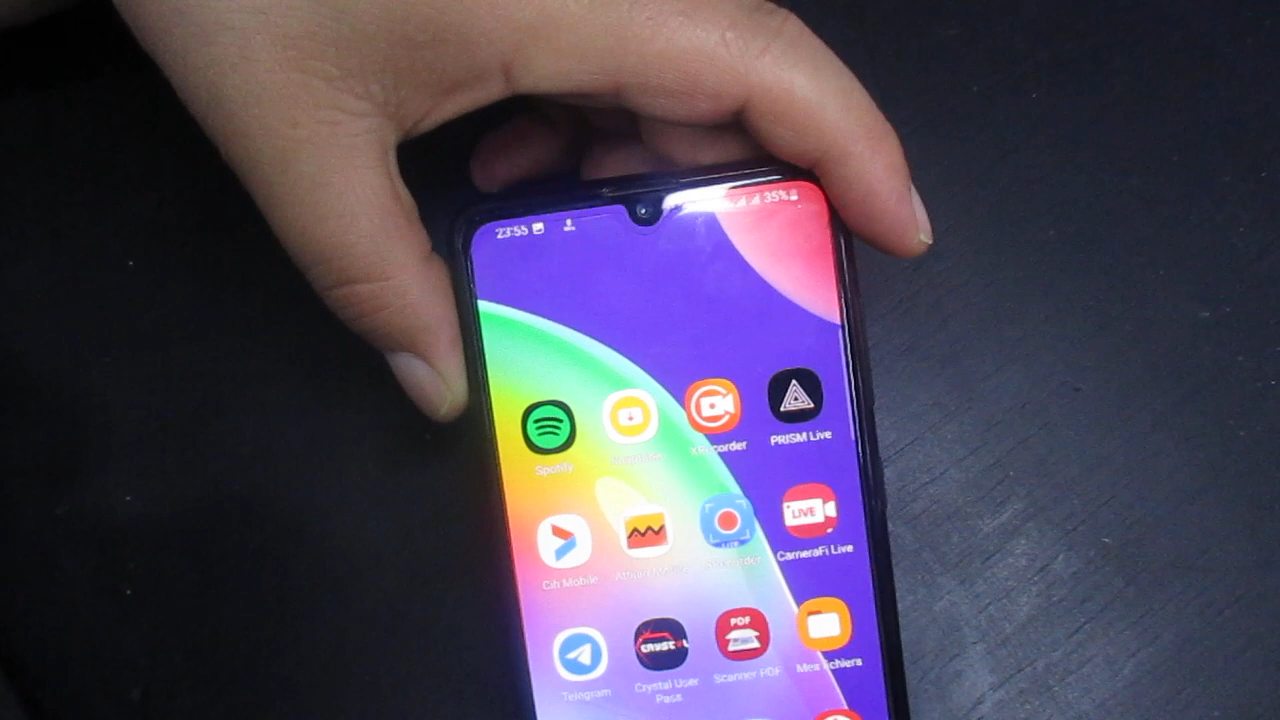 23:55
35%
Spotify
XRecorder
PRISM Live
Cih Mobile
LIVE
CameraFi Live
Telegram
CRYSTAL
Crystal User
Pass
PDF
Scanner PDF
Mes fichiers